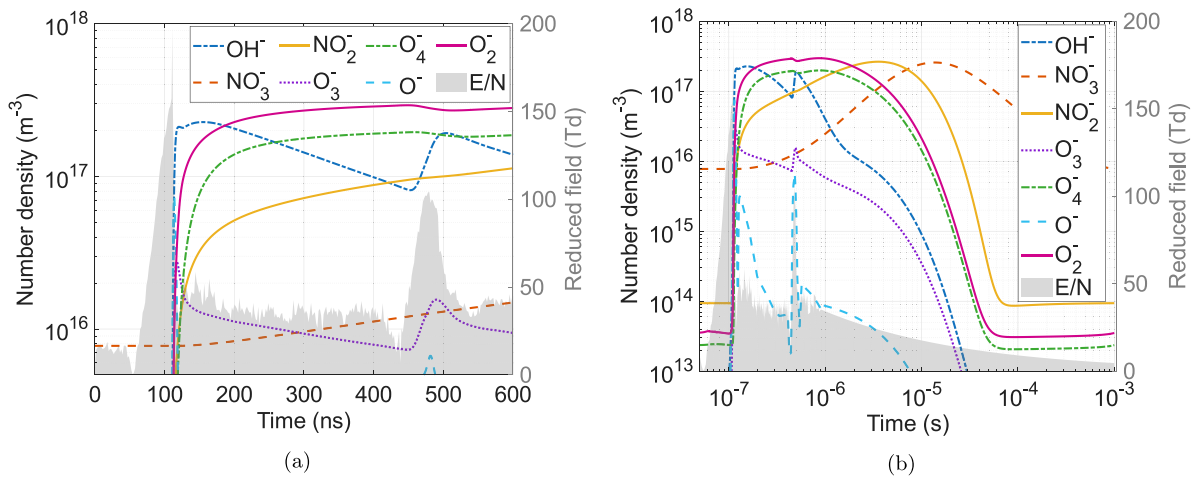 10^18
10^17
10^16
Number density (m^-3)
200
150
100
50
0
Reduced field (Td)
OH^- NO_2^- O_4^- O_2^-
NO_3^- O_3^- O^- E/N
0 100 200 300 400 500 600
Time (ns)
(a)
10^18
10^17
10^16
10^15
10^14
10^13
Number density (m^-3)
200
150
100
50
0
Reduced field (Td)
OH^-
NO_3^-
NO_2^-
O_3^-
O_4^-
O^-
O_2^-
E/N
10^-7 10^-6 10^-5 10^-4 10^-3
Time (s)
(b)